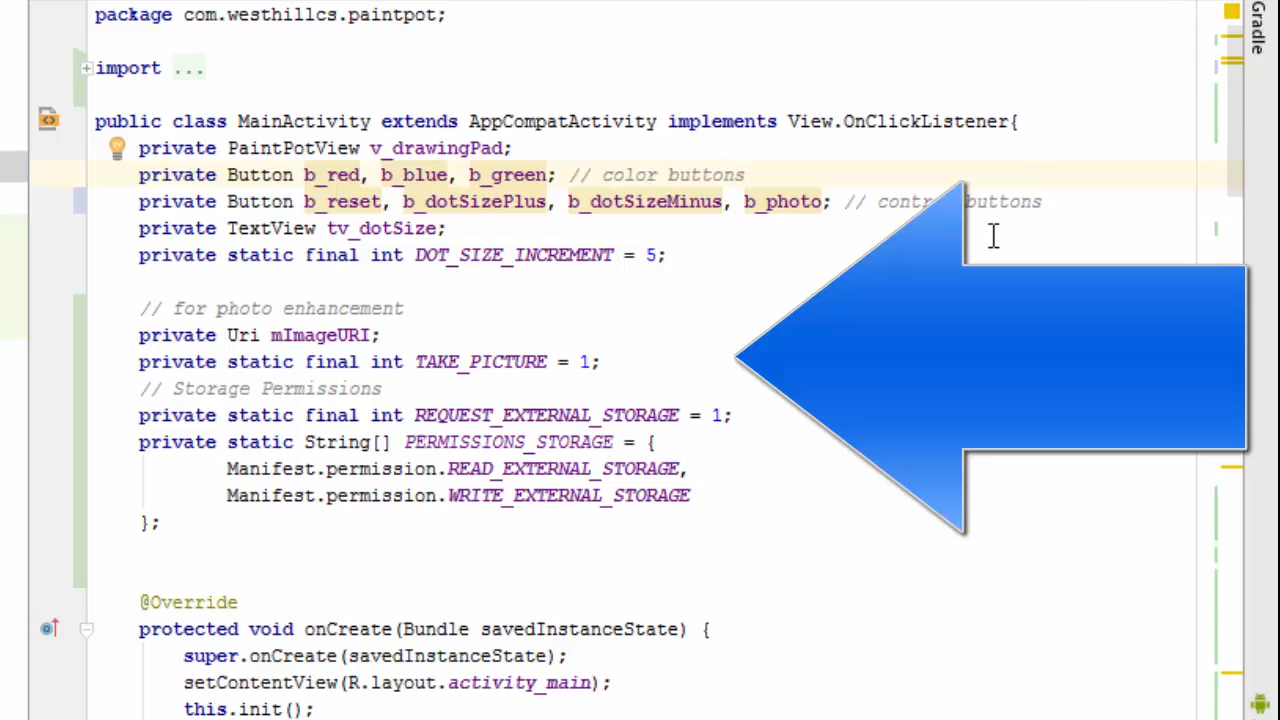 package com.westhillcs.paintpot;
import ...
public class MainActivity extends AppCompatActivity implements View.OnClickListener{
private PaintPotView v_drawingPad;
private Button b_red, b_blue, b_green; // color buttons
private Button b_reset, b_dotSizePlus, b_dotSizeMinus, b_photo; // buttons
private TextView tv_dotSize;
private static final int DOT_SIZE_INCREMENT = 5;
// for photo enhancement
private Uri mImageURI;
private static final int TAKE_PICTURE = 1;
// Storage Permissions
private static final int REQUEST_EXTERNAL_STORAGE = 1;
private static String[] PERMISSIONS_STORAGE = {
Manifest.permission.READ_EXTERNAL_STORAGE,
Manifest.permission.WRITE_EXTERNAL_STORAGE
};
@Override
protected void onCreate(Bundle savedInstanceState) {
super.onCreate(savedInstanceState);
setContentView(R.layout.activity_main);
this.init();
Gradle